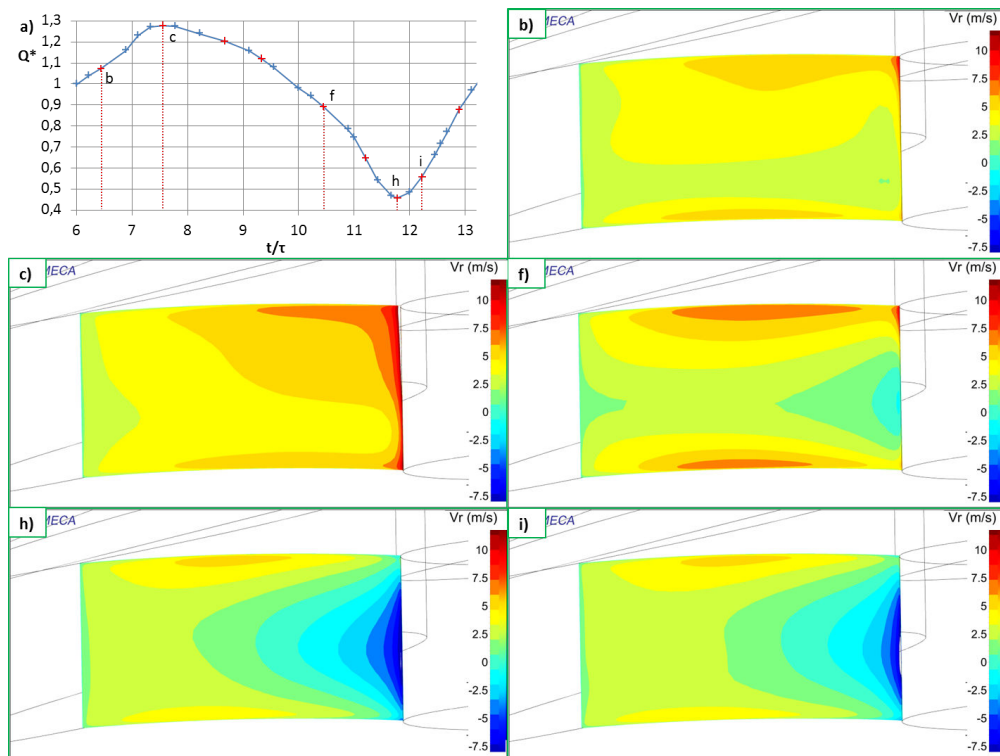 a)
Q*
1,3
1,2
1,1
1
0,9
0,8
0,7
0,6
0,5
0,4
b
c
f
h
i
6 7 8 9 10 11 12 13
t/τ
b)
MECA
Vr (m/s)
10
7.5
5
2.5
0
-2.5
-5
-7.5
c)
MECA
Vr (m/s)
10
7.5
5
2.5
0
-2.5
-5
-7.5
f)
MECA
Vr (m/s)
10
7.5
5
2.5
0
-2.5
-5
-7.5
h)
MECA
Vr (m/s)
10
7.5
5
2.5
0
-2.5
-5
-7.5
i)
MECA
Vr (m/s)
10
7.5
5
2.5
0
-2.5
-5
-7.5